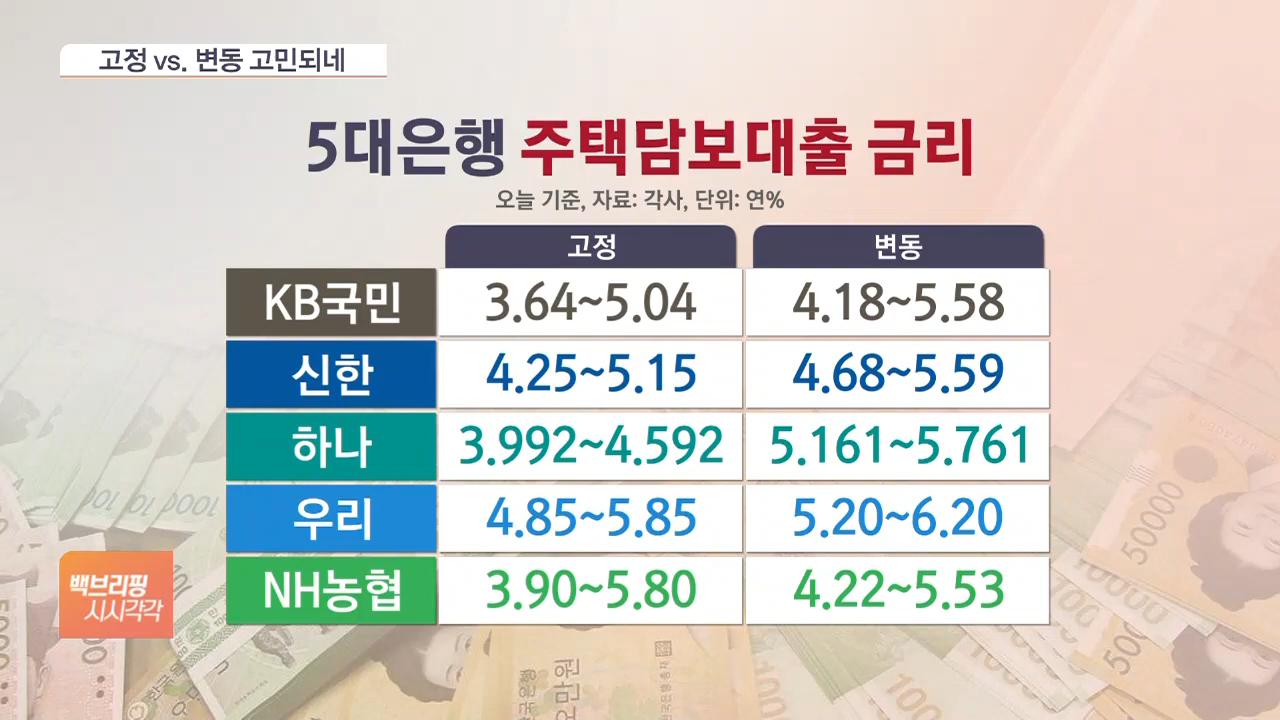 고정 vs. 변동 고민되네
5대은행 주택담보대출 금리
오늘 기준, 자료: 각사, 단위: 연%
고정 변동
KB국민 3.64~5.04 4.18~5.58
신한 4.25~5.15 4.68~5.59
하나 3.992~4.592 5.161~5.761
우리 4.85~5.85 5.20~6.20
NH농협 3.90~5.80 4.22~5.53
백브리핑
시시각각
50000
오만원